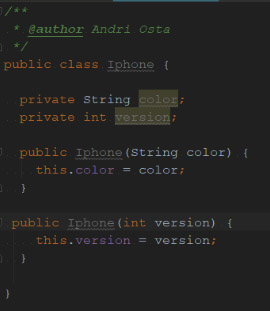 /**
 * @author Andri Osta
 */
public class Iphone {
private String color;
private int version;
public Iphone(String color) {
this.color = color;
}
public Iphone(int version) {
this.version = version;
}
}